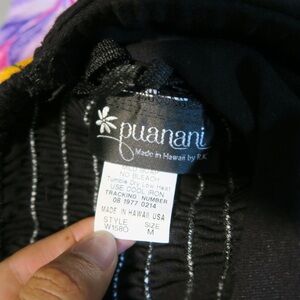 puanani
Made in Hawaii by R.K.
NO BLEACH
Tumble Dry Low Heat
USE COOL IRON
TRACKING NUMBER
08 1977 0214
MADE IN HAWAII USA
STYLE SIZE
W158O M